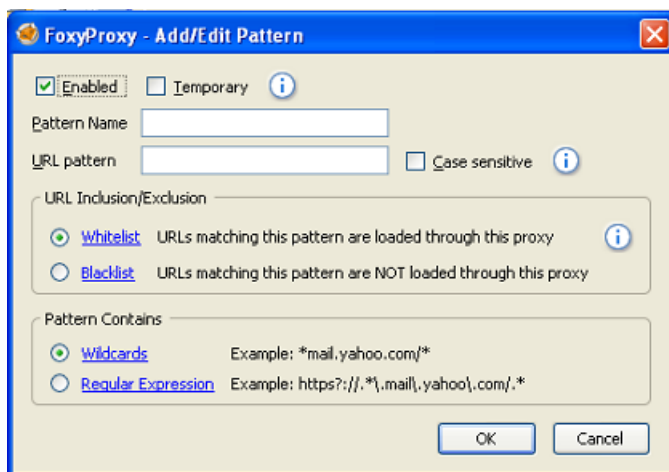 FoxyProxy - Add/Edit Pattern
Enabled Temporary
Pattern Name
URL pattern Case sensitive
URL Inclusion/Exclusion
Whitelist URLs matching this pattern are loaded through this proxy
Blacklist URLs matching this pattern are NOT loaded through this proxy
Pattern Contains
Wildcards Example: *mail.yahoo.com/*
Regular Expression Example: https?://.*\.mail\.yahoo\.com/.*
OK Cancel